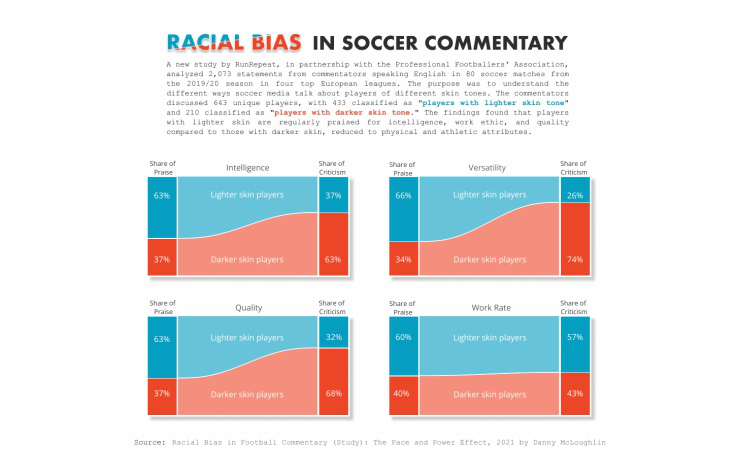 RACIAL BIAS IN SOCCER COMMENTARY
A new study by RunRepeat, in partnership with the Professional Footballers' Association,
analyzed 2,073 statements from commentators speaking English in 80 soccer matches from
the 2019/20 season in four top European leagues. The purpose was to understand the
different ways soccer media talk about players of different skin tones. The commentators
discussed 643 unique players, with 433 classified as "players with lighter skin tone"
and 210 classified as "players with darker skin tone." The findings found that players
with lighter skin are regularly praised for intelligence, work ethic, and quality
compared to those with darker skin, reduced to physical and athletic attributes.
Share of
Praise
Intelligence
Share of
Criticism
63%
Lighter skin players
37%
37%
Darker skin players
63%
Share of
Praise
Versatility
Share of
Criticism
66%
Lighter skin players
26%
34%
Darker skin players
74%
Share of
Praise
Quality
Share of
Criticism
63%
Lighter skin players
32%
37%
Darker skin players
68%
Share of
Praise
Work Rate
Share of
Criticism
60%
Lighter skin players
57%
40%
Darker skin players
43%
Source: Racial Bias in Football Commentary (Study): The Pace and Power Effect, 2021 by Danny McLoughlin